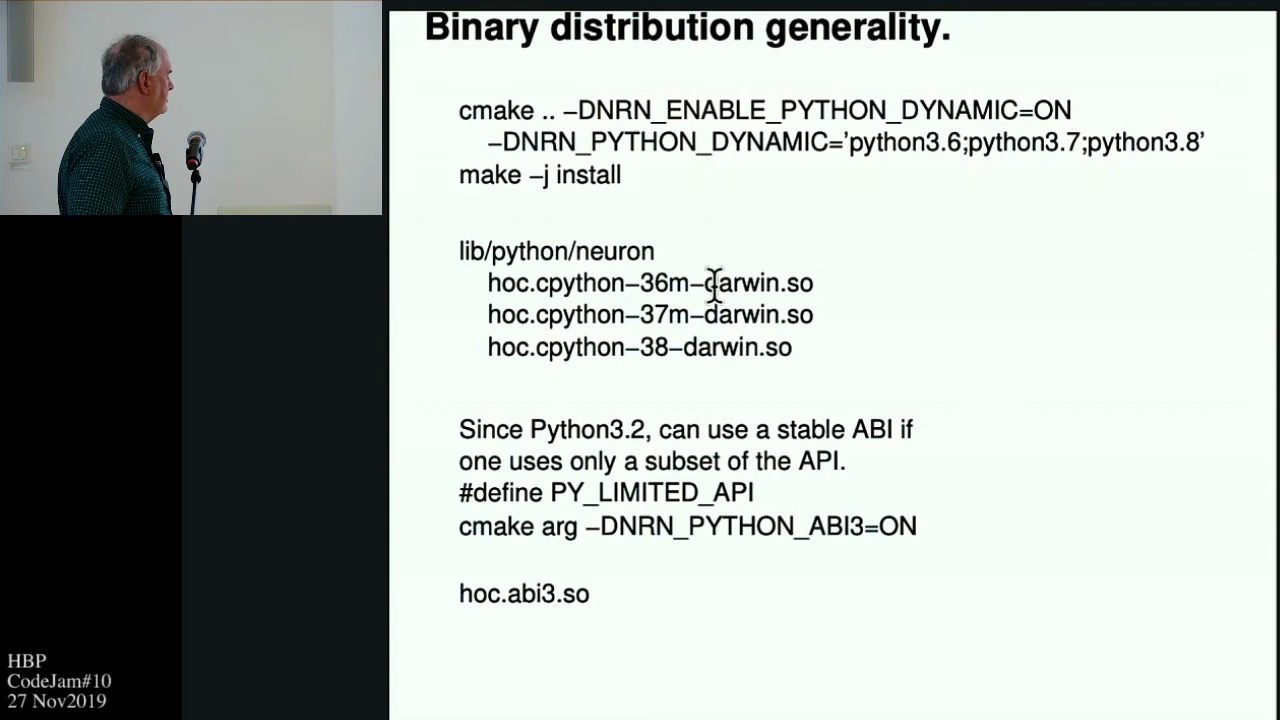 Binary distribution generality.
cmake .. –DNRN_ENABLE_PYTHON_DYNAMIC=ON
–DNRN_PYTHON_DYNAMIC=’python3.6;python3.7;python3.8’
make –j install
lib/python/neuron
hoc.cpython–36m–darwin.so
hoc.cpython–37m–darwin.so
hoc.cpython–38–darwin.so
Since Python3.2, can use a stable ABI if
one uses only a subset of the API.
#define PY_LIMITED_API
cmake arg –DNRN_PYTHON_ABI3=ON
hoc.abi3.so
HBP
CodeJam#10
27 Nov2019